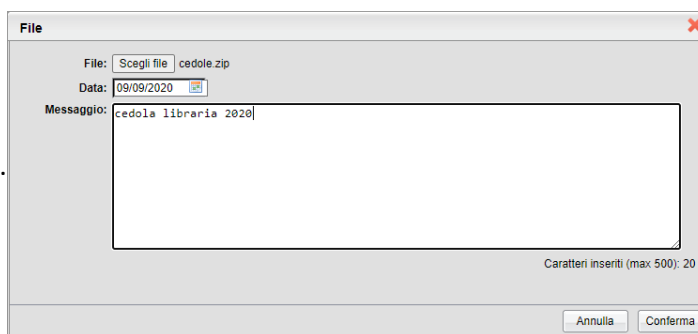 File
File: Scegli file cedole.zip
Data: 09/09/2020
Messaggio: cedola libraria 2020
.
Caratteri inseriti (max 500): 20
Annulla Conferma